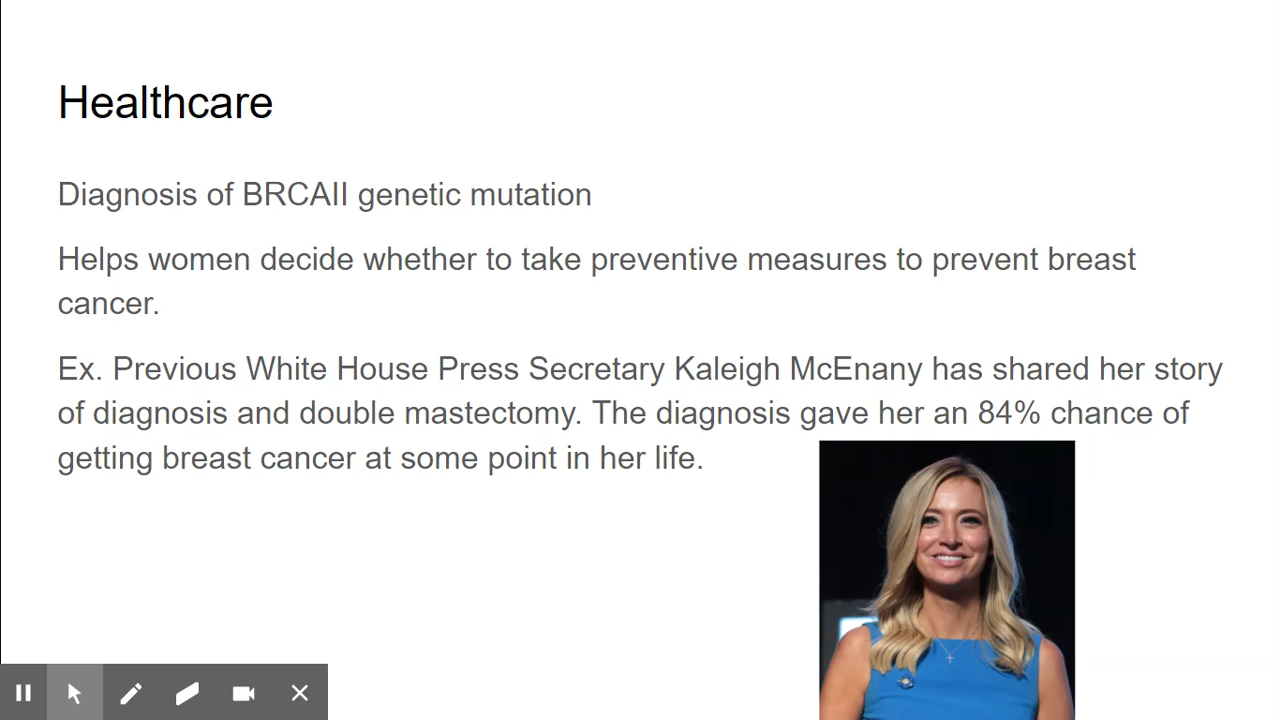 Healthcare
Diagnosis of BRCAII genetic mutation
Helps women decide whether to take preventive measures to prevent breast
cancer.
Ex. Previous White House Press Secretary Kaleigh McEnany has shared her story
of diagnosis and double mastectomy. The diagnosis gave her an 84% chance of
getting breast cancer at some point in her life.